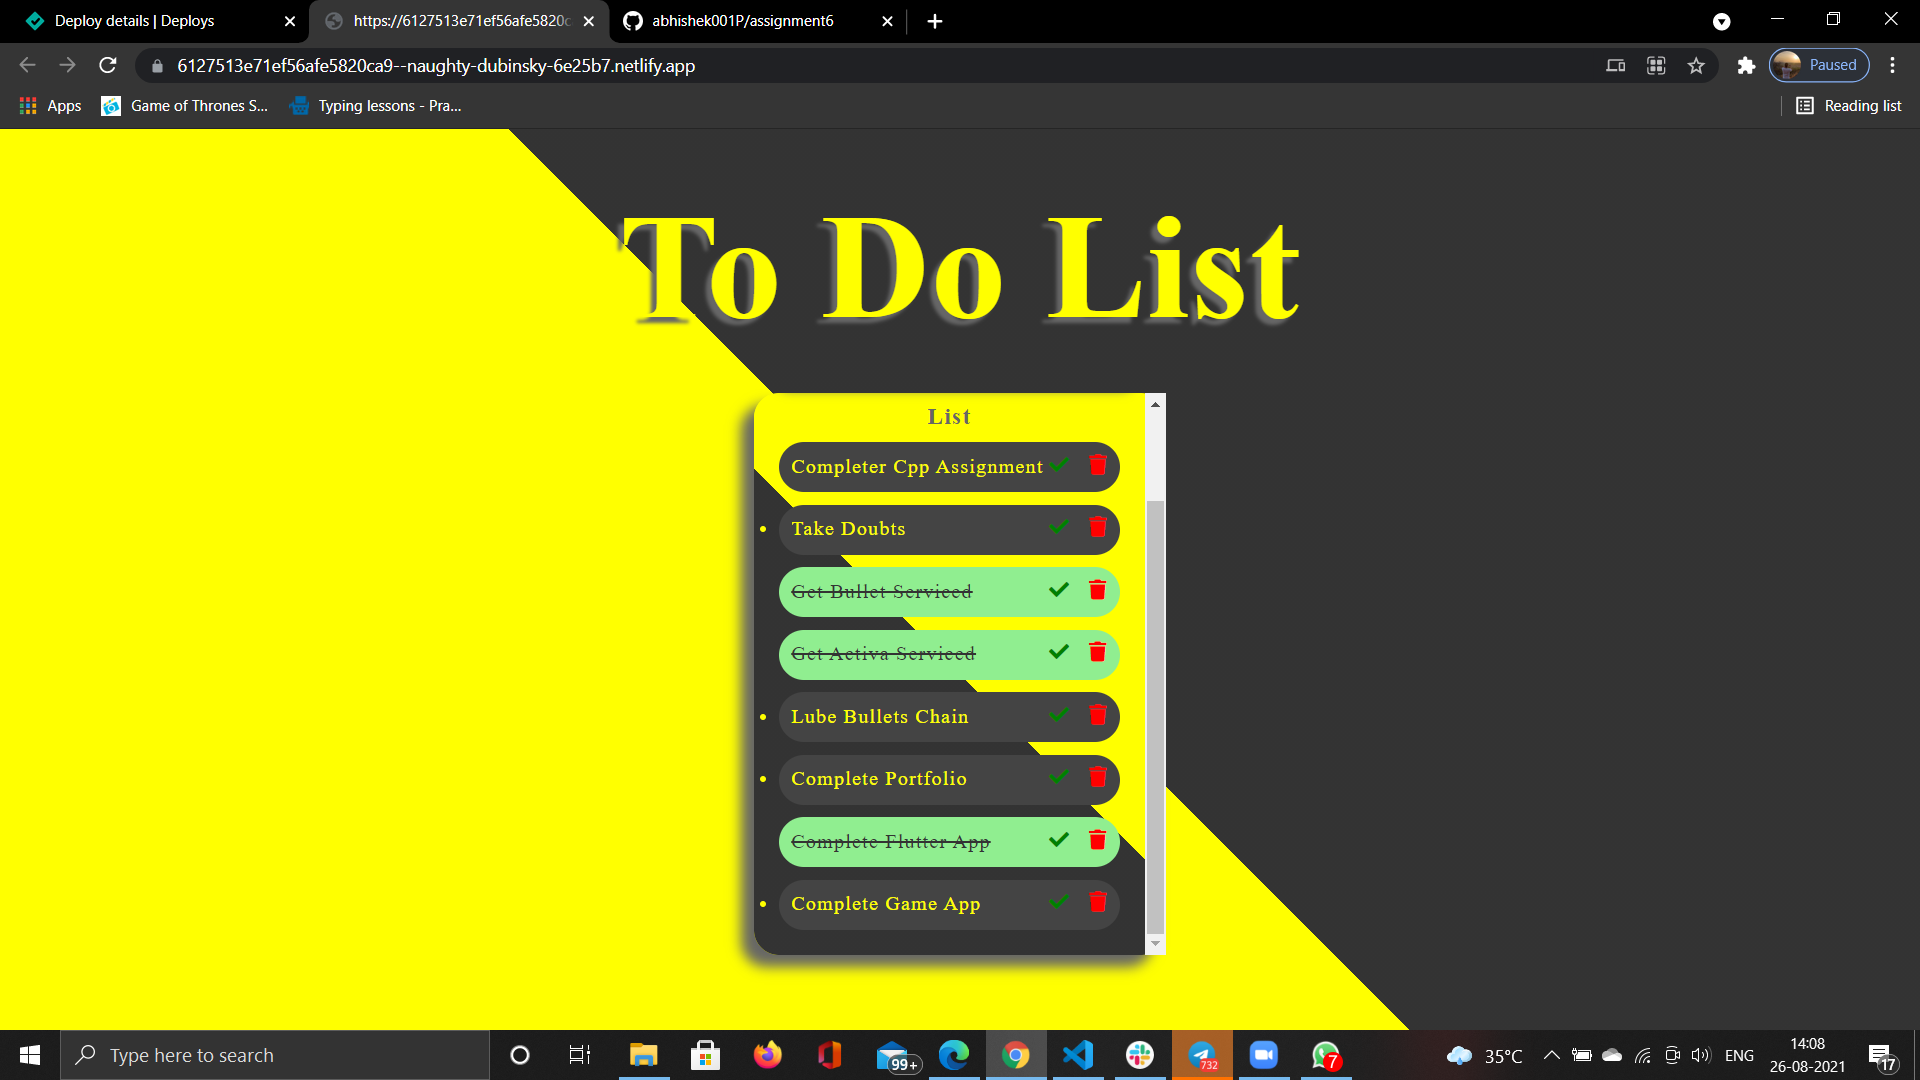 Deploy details | Deploys
https://6127513e71ef56afe5820c
abhishek001P/assignment6
6127513e71ef56afe5820ca9--naughty-dubinsky-6e25b7.netlify.app
Paused
Apps
Game of Thrones S...
Typing lessons - Pra...
Reading list
To Do List
List
Completer Cpp Assignment
Take Doubts
Get Bullet Serviced
Get Activa Serviced
Lube Bullets Chain
Complete Portfolio
Complete Flutter App
Complete Game App
Type here to search
99+
732
7
35°C
ENG
14:08
26-08-2021
17